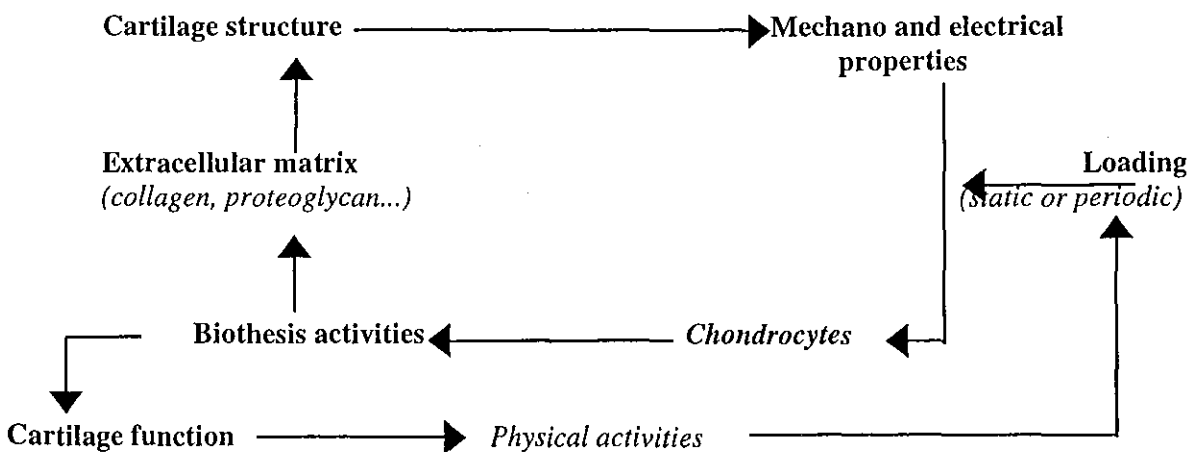 Cartilage structure
Mechano and electrical
properties
Extracellular matrix
(collagen, proteoglycan...)
Loading
(static or periodic)
Biothesis activities
Chondrocytes
Cartilage function
Physical activities